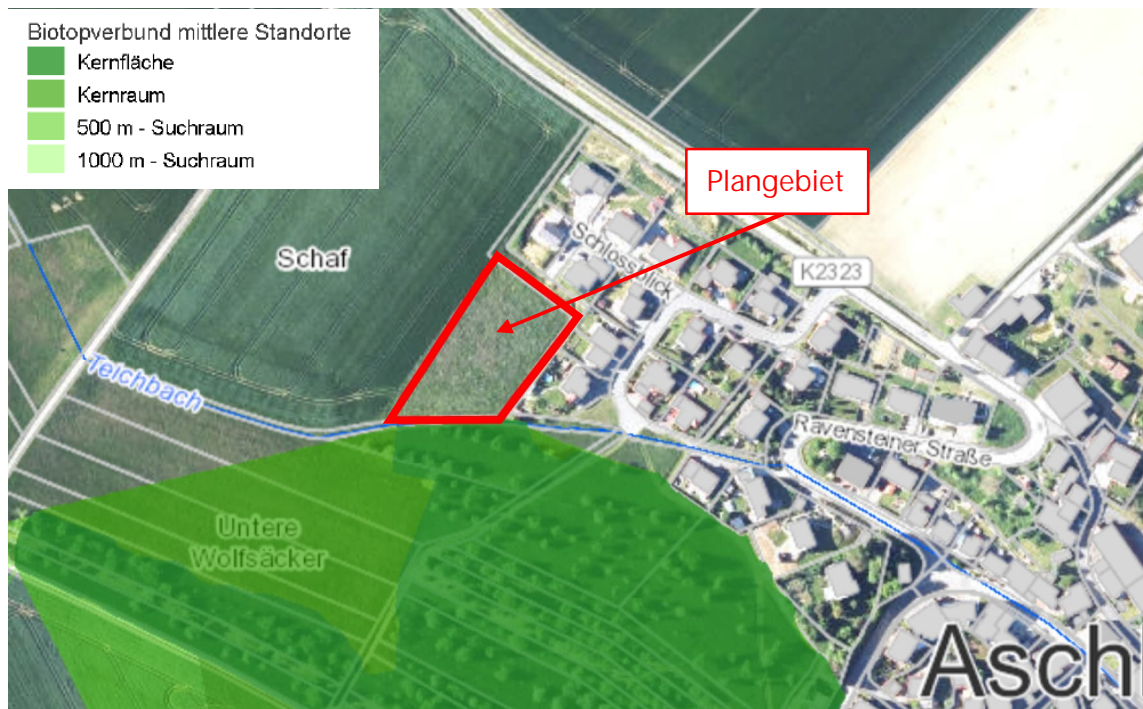 Biotopverbund mittlere Standorte
Kernfläche
Kernraum
500 m - Suchraum
1000 m - Suchraum
Plangebiet
Schaf
Schlossblick
K2323
Teichbach
Ravensteiner Straße
Untere
Wolfsäcker
Asch